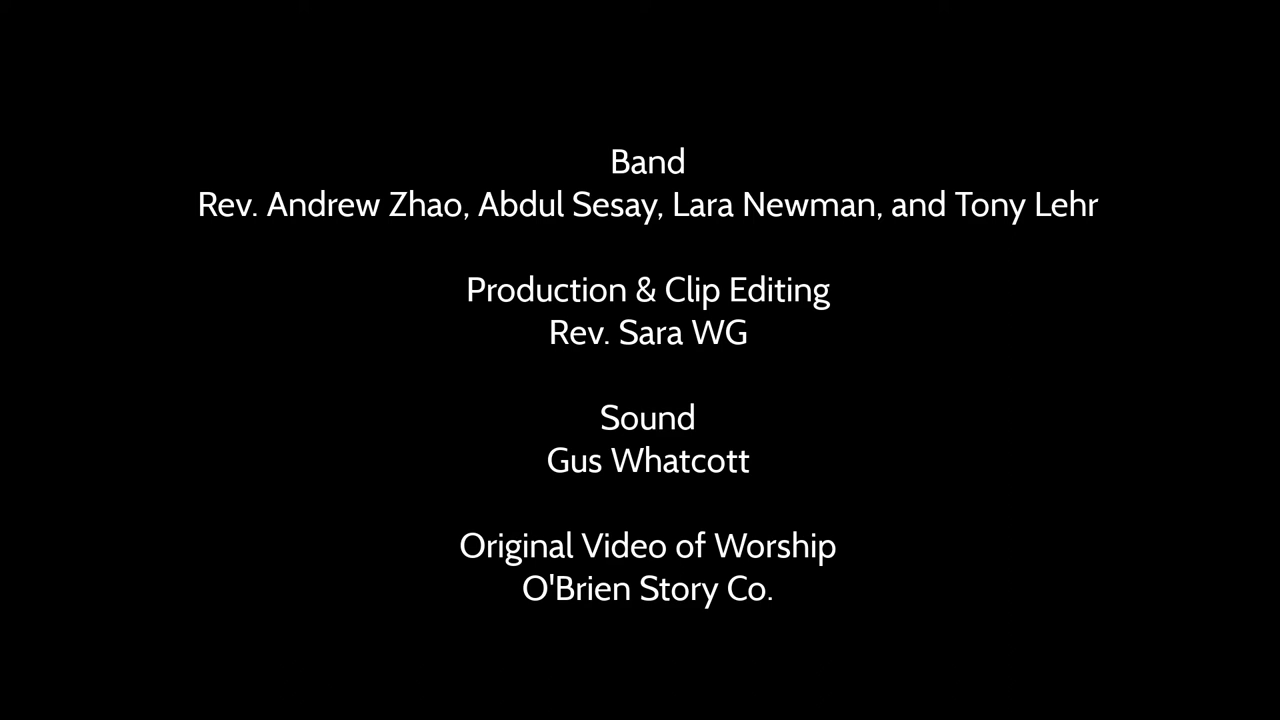 Band
Rev. Andrew Zhao, Abdul Sesay, Lara Newman, and Tony Lehr
Production & Clip Editing
Rev. Sara WG
Sound
Gus Whatcott
Original Video of Worship
O'Brien Story Co.